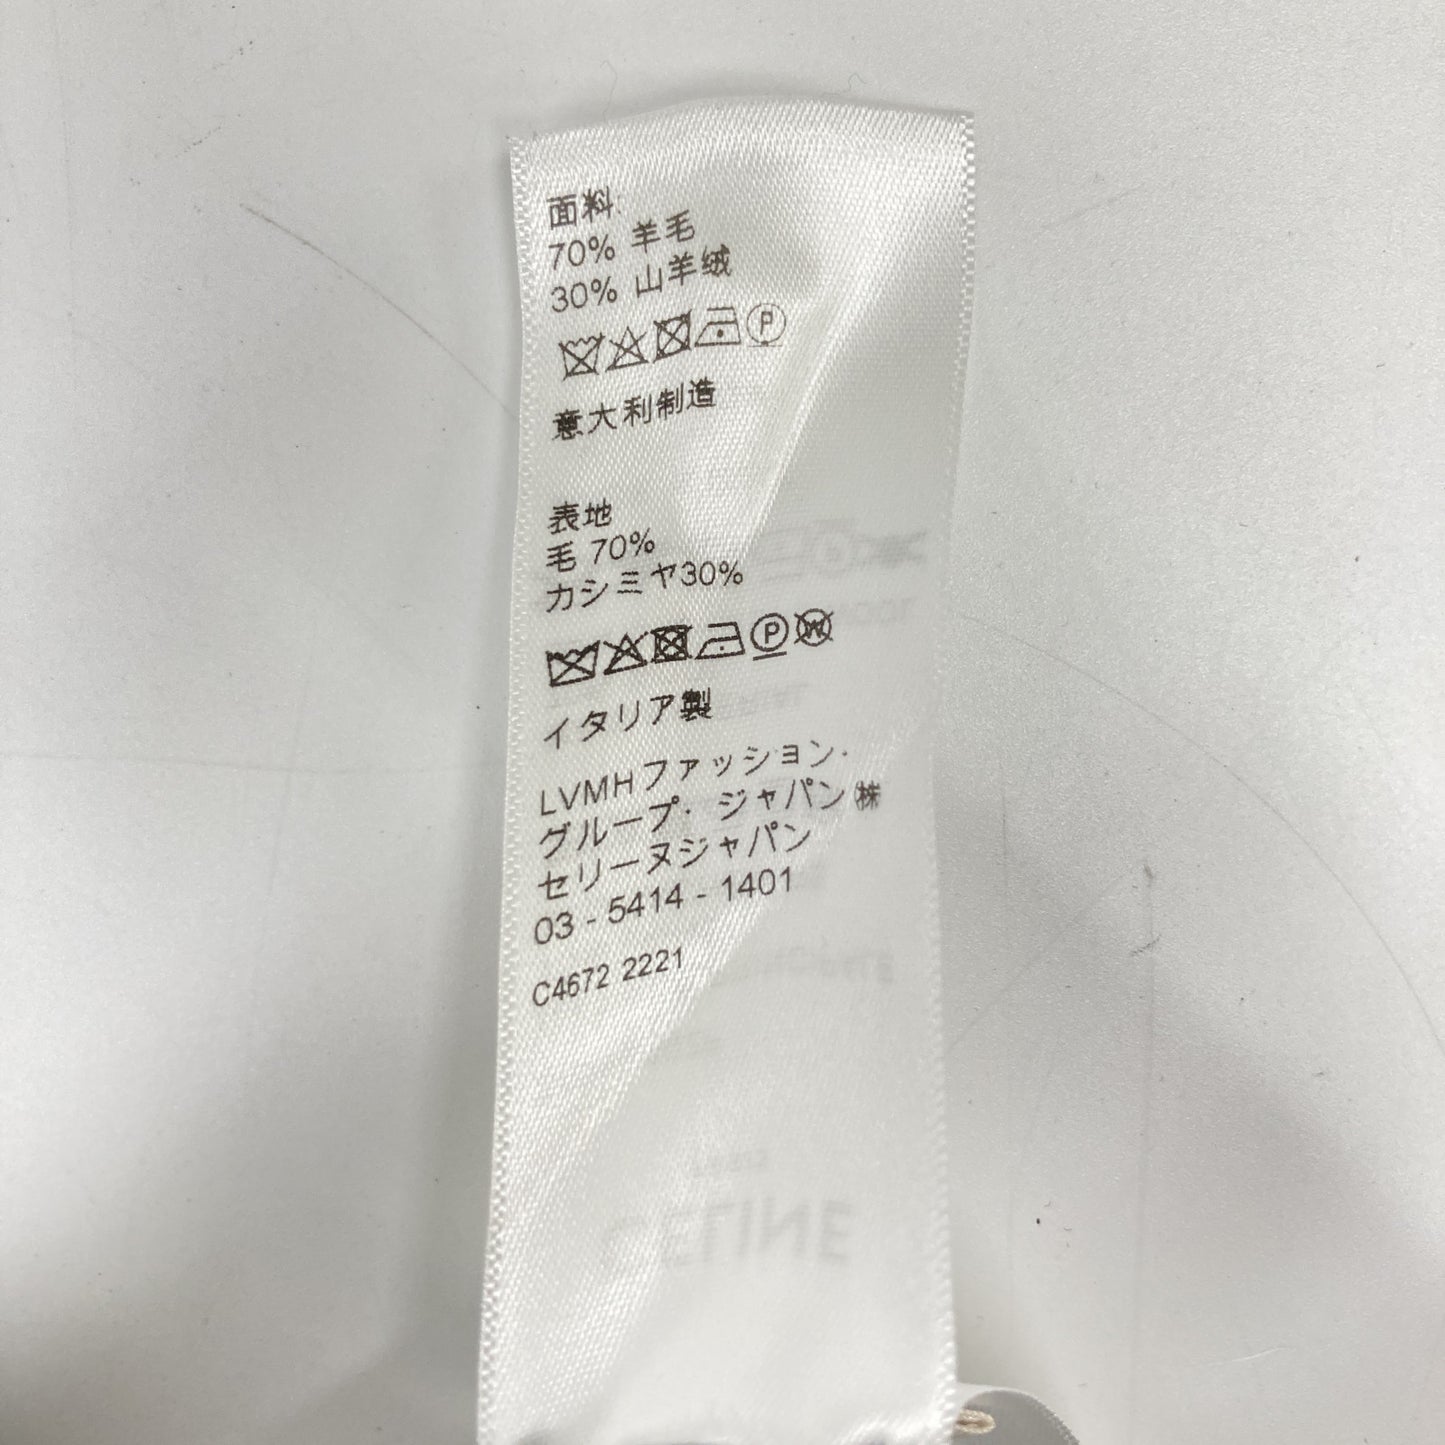 面料:
70% 羊毛
30% 山羊绒
P
意大利制造
表地
毛 70%
カシミヤ30%
P W
イタリア製
LVMHファッション・
グループ・ジャパン㈱
セリーヌジャパン
03 - 5414 - 1401
C4672 2221
CELINE